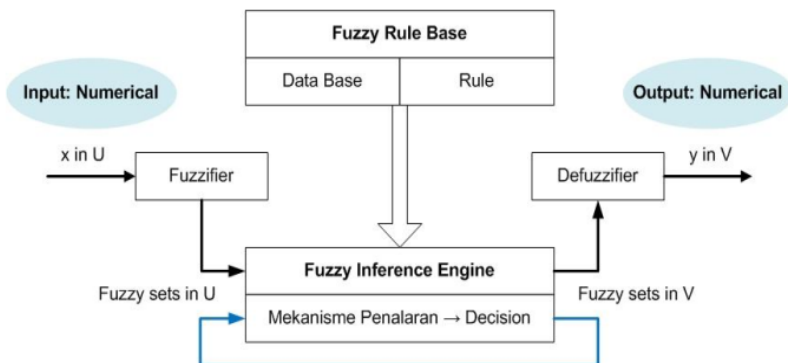 Fuzzy Rule Base
Data Base
Rule
Input: Numerical
Output: Numerical
x in U
Fuzzifier
Defuzzifier
y in V
Fuzzy Inference Engine
Fuzzy sets in U
Mekanisme Penalaran → Decision
Fuzzy sets in V